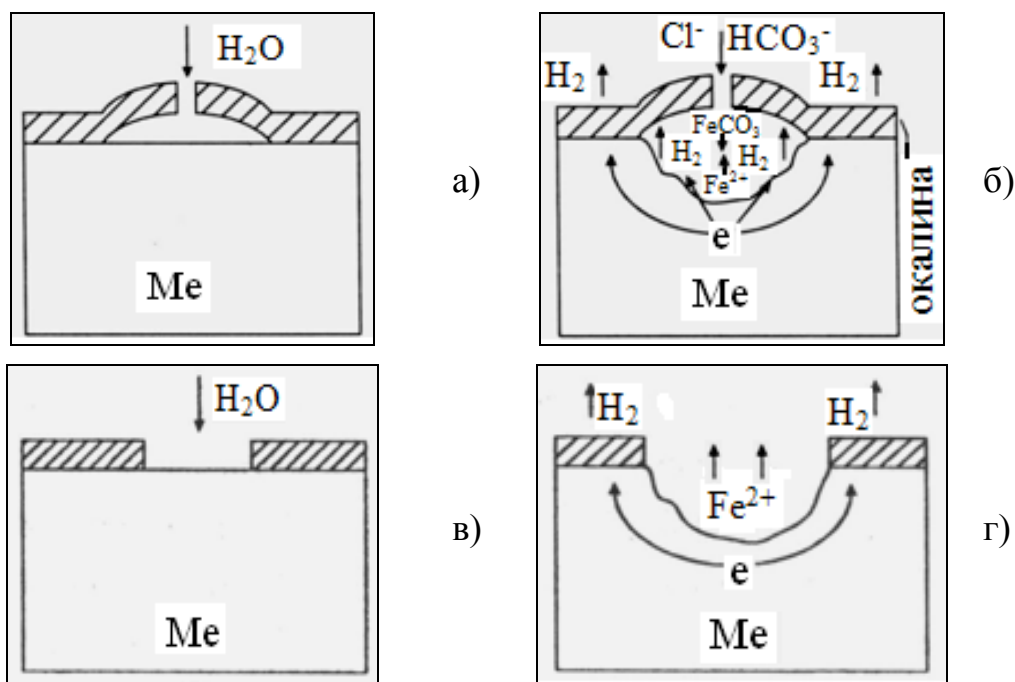 H₂O
Me
а)
Cl⁻ HCO₃⁻
H₂ H₂
FeCO₃
H₂ H₂
Fe²⁺
e
Me
окалина
б)
H₂O
Me
в)
H₂ H₂
Fe²⁺
e
Me
г)